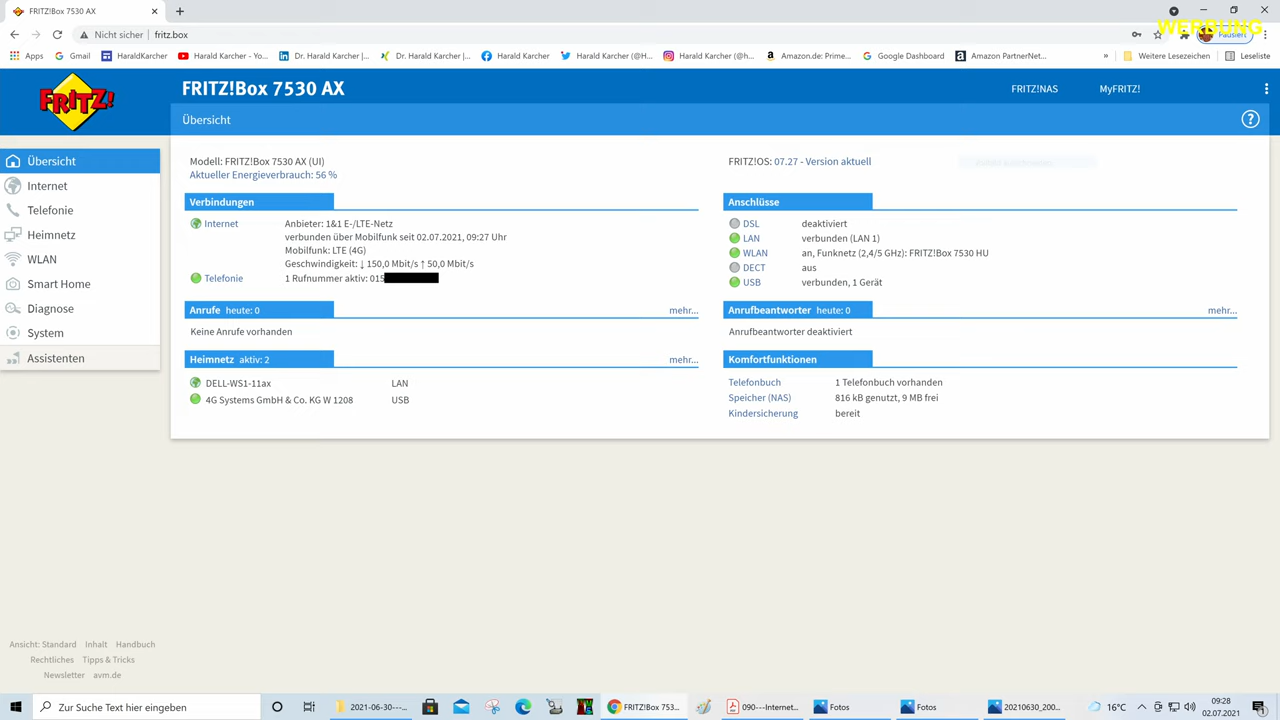 FRITZ!Box 7530 AX
WERBUNG
Nicht sicher
fritz.box
Pausiert
Apps
Gmail
HaraldKarcher
Harald Karcher - Yo...
Dr. Harald Karcher |...
Dr. Harald Karcher |...
Harald Karcher
Harald Karcher (@H...
Harald Karcher (@h...
Amazon.de: Prime...
Google Dashboard
Amazon PartnerNet...
»
Weitere Lesezeichen
Leseliste
FRITZ!
FRITZ!Box 7530 AX
FRITZ!NAS
MyFRITZ!
Übersicht
?
Übersicht
Internet
Telefonie
Heimnetz
WLAN
Smart Home
Diagnose
System
Assistenten
Modell: FRITZ!Box 7530 AX (UI)
Aktueller Energieverbrauch: 56 %
FRITZ!OS: 07.27 - Version aktuell
Verbindungen
Internet
Anbieter: 1&1 E-/LTE-Netz
verbunden über Mobilfunk seit 02.07.2021, 09:27 Uhr
Mobilfunk: LTE (4G)
Geschwindigkeit: ↓ 150,0 Mbit/s ↑ 50,0 Mbit/s
Telefonie
1 Rufnummer aktiv: 015
Anschlüsse
DSL deaktiviert
LAN verbunden (LAN 1)
WLAN an, Funknetz (2,4/5 GHz): FRITZ!Box 7530 HU
DECT aus
USB verbunden, 1 Gerät
Anrufe heute: 0 mehr...
Keine Anrufe vorhanden
Anrufbeantworter heute: 0 mehr...
Anrufbeantworter deaktiviert
Heimnetz aktiv: 2 mehr...
DELL-WS1-11ax LAN
4G Systems GmbH & Co. KG W 1208 USB
Komfortfunktionen
Telefonbuch 1 Telefonbuch vorhanden
Speicher (NAS) 816 kB genutzt, 9 MB frei
Kindersicherung bereit
Ansicht: Standard Inhalt Handbuch
Rechtliches Tipps & Tricks
Newsletter avm.de
Zur Suche Text hier eingeben
2021-06-30---...
FRITZ!Box 753...
090---Internet...
Fotos
Fotos
20210630_200...
16°C
09:28
02.07.2021